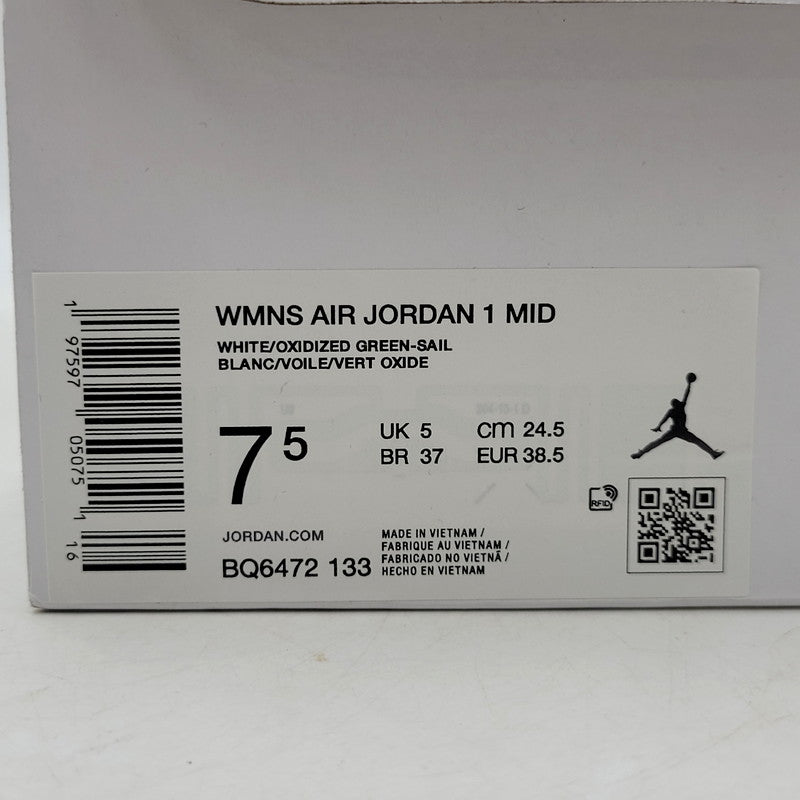 WMNS AIR JORDAN 1 MID
WHITE/OXIDIZED GREEN-SAIL
BLANC/VOILE/VERT OXIDE
7 5
UK 5
BR 37
CM 24.5
EUR 38.5
RFID
JORDAN.COM
BQ6472 133
MADE IN VIETNAM /
FABRIQUE AU VIETNAM /
FABRICADO NO VIETNÃ /
HECHO EN VIETNAM
1 97597 05075 1 16